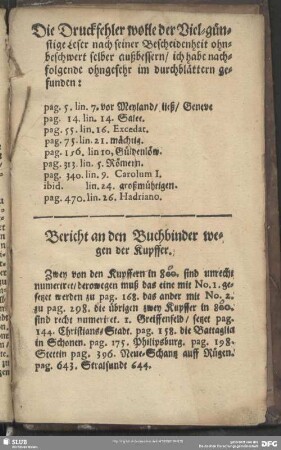 Die Druckfehler wolle der Viel-gün-
stige Leser nach seiner Bescheidenheit ohn-
beschwert selber außbessern / ich habe nach-
folgende ohngefehr im durchblättern ge-
funden:
pag. 5. lin. 7. vor Meyland / ließ / Geneve
pag. 14. lin. 14. Salee.
pag. 55. lin. 16. Excedat.
pag. 75. lin. 21. mächtig.
pag. 156. lin 10, Güldenlöw.
pag. 313. lin. 5. Römern.
pag. 340. lin. 9. Carolum I.
ibid. lin. 24. großmühtigen.
pag. 470. lin. 26. Hadriano.
Bericht an den Buchbinder we-
gen der Kupffer.
Zwey von den Kupffern in 8vo. sind unrecht
numeriret / derowegen muß das eine mit No. 1. ge-
setzet werden zu pag. 168. das ander mit No. 2.
zu pag. 298. die übrigen zwey Kupffer in 8vo.
sind recht numeriret. 1. Greiffenfeld / setzet pag.
144. Christians-Stadt. pag. 158. die Battaglia
in Schonen. pag. 175. Philipsburg. pag. 198.
Stettin pag. 396. Neue-Schantz auff Rügen.
pag. 643. Stralsundt 644.
SLUB
DFG